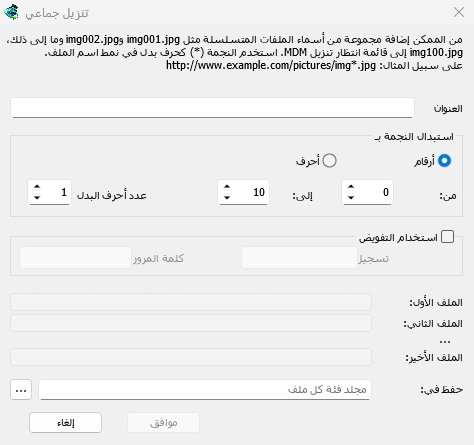 تنزيل جماعي
من الممكن إضافة مجموعة من أسماء الملفات المتسلسلة مثل img001.jpg وimg002.jpg وما إلى ذلك،
img100.jpg إلى قائمة انتظار تنزيل MDM. استخدم النجمة (*) كحرف بدل في نمط اسم الملف.
على سبيل المثال: http://www.example.com/pictures/img*.jpg
العنوان
استبدال النجمة بـ
أرقام
أحرف
من: 0 إلى: 10 عدد أحرف البدل 1
استخدام التفويض
تسجيل كلمة المرور
الملف الأول:
الملف الثاني:
...
الملف الأخير:
حفظ في: مجلد فئة كل ملف ...
موافق إلغاء